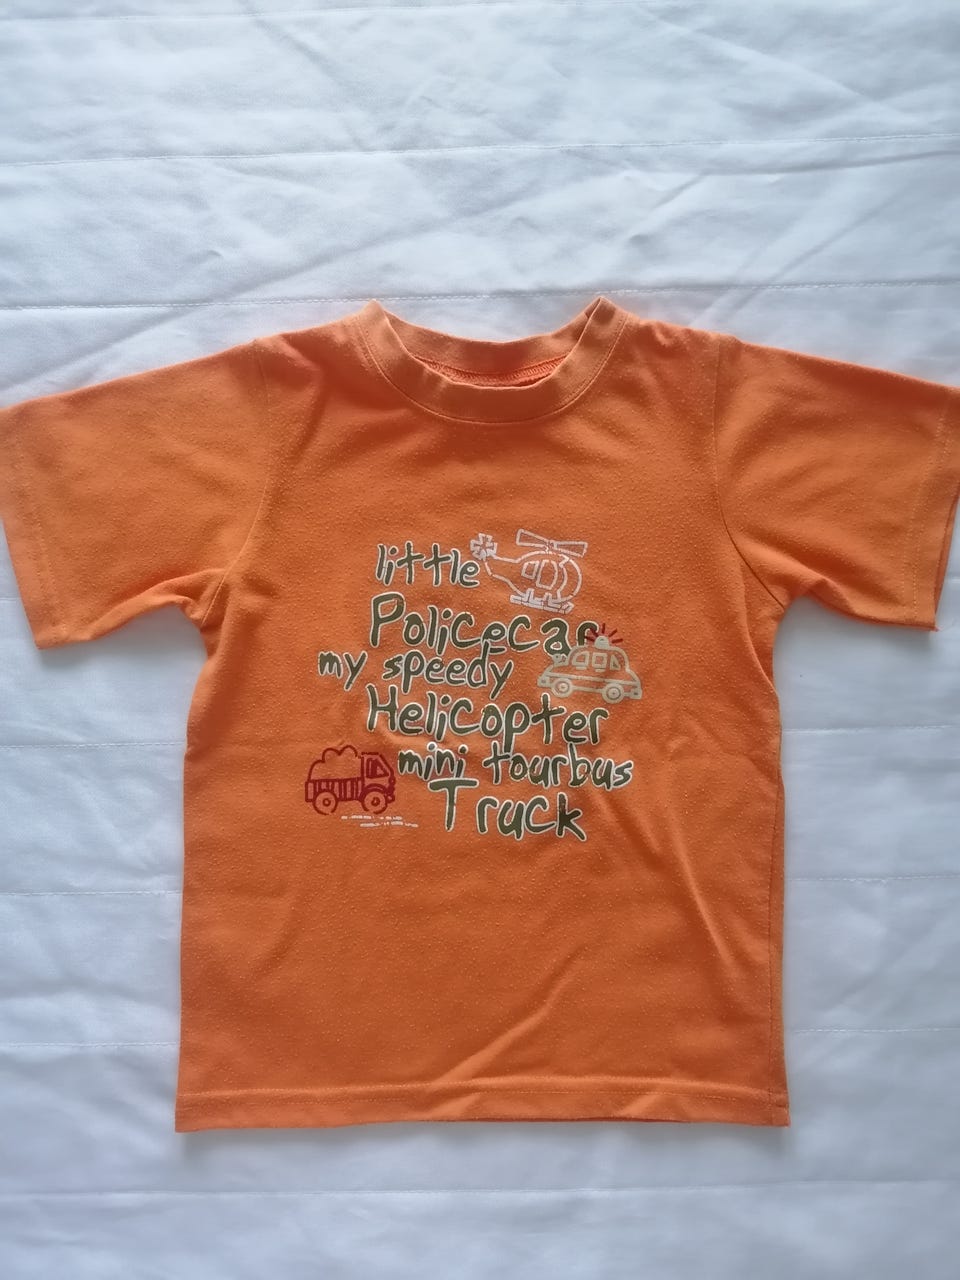 little
Policecar
my speedy
Helicopter
mini tourbus
Truck